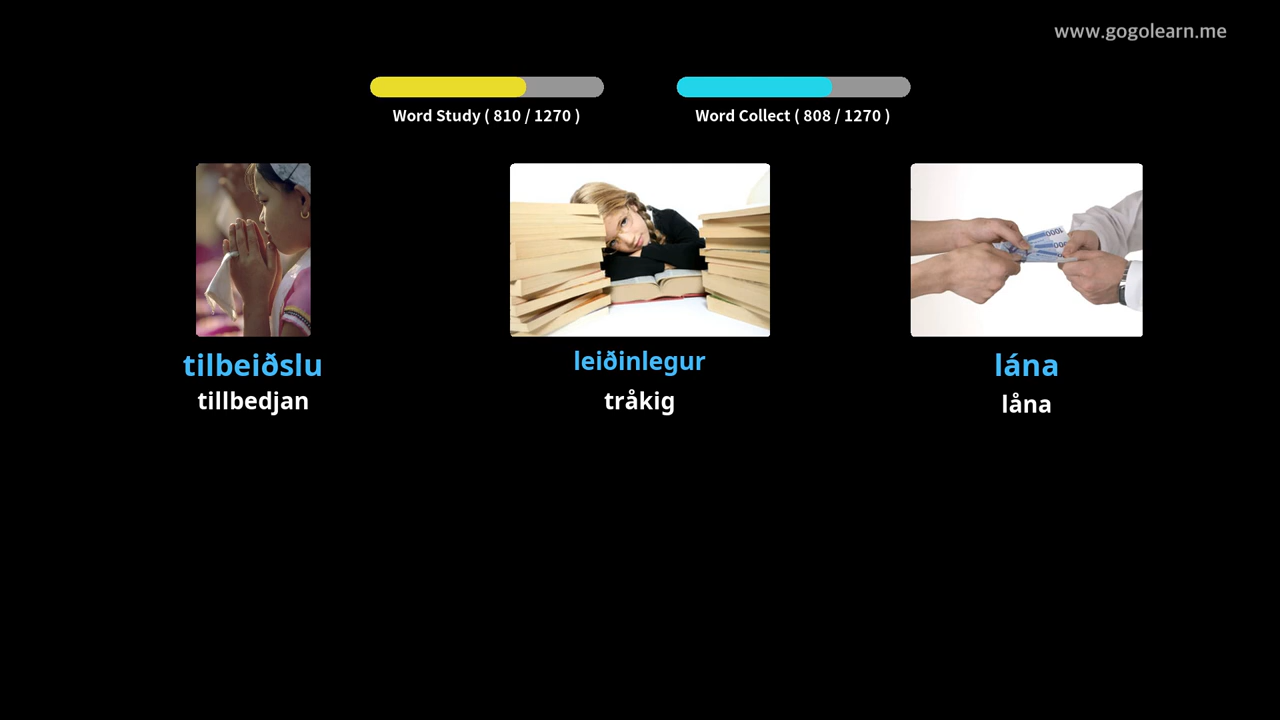 www.gogolearn.me
Word Study ( 810 / 1270 )
Word Collect ( 808 / 1270 )
tilbeiðslu
tillbedjan
leiðinlegur
tråkig
lána
låna